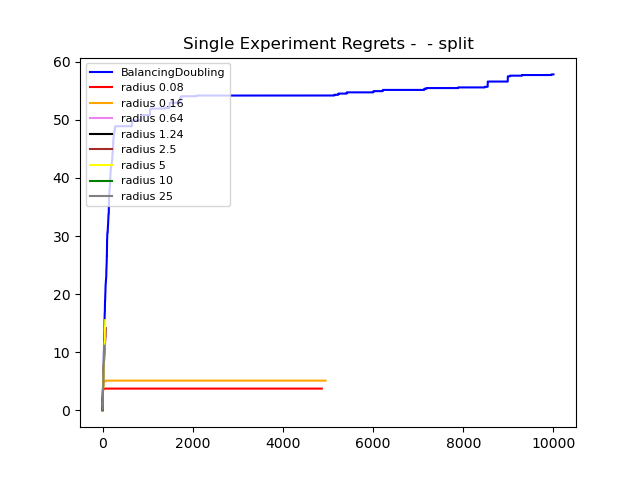 Single Experiment Regrets -  - split
60
50
40
30
20
10
0
BalancingDoubling
radius 0.08
radius 0.16
radius 0.64
radius 1.24
radius 2.5
radius 5
radius 10
radius 25
0 2000 4000 6000 8000 10000